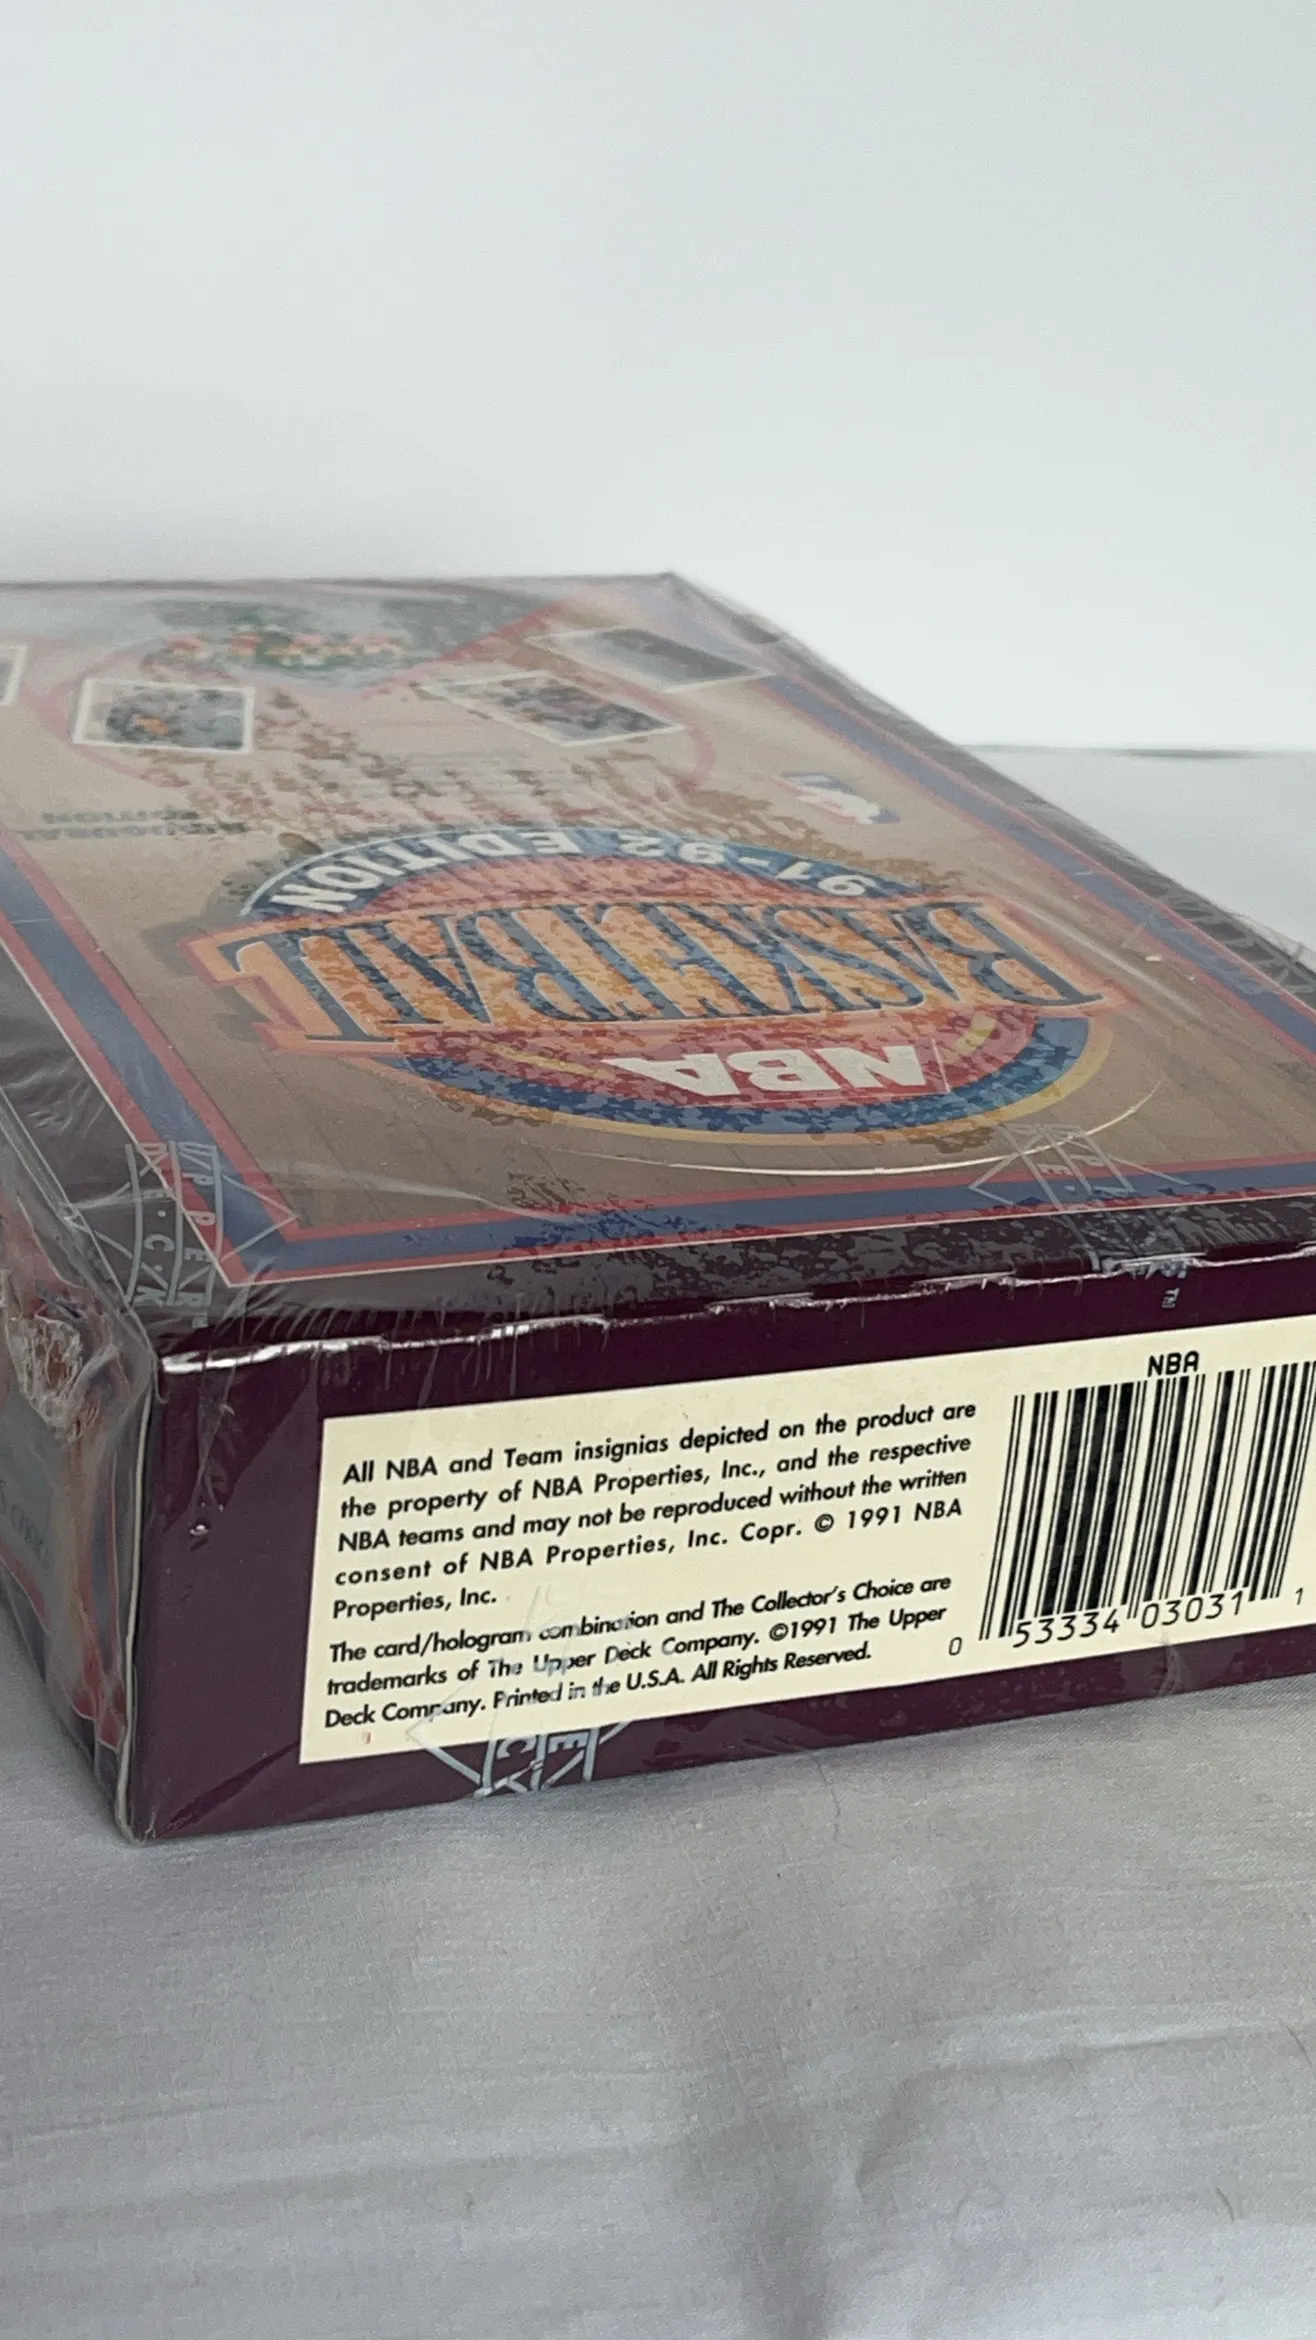 91-92 EDITION
BASKETBALL
NBA
UPPER
TM
NBA
All NBA and Team insignias depicted on the product are
the property of NBA Properties, Inc., and the respective
NBA teams and may not be reproduced without the written
consent of NBA Properties, Inc. Copr. © 1991 NBA
Properties, Inc.
The card/hologram combination and The Collector's Choice are
trademarks of The Upper Deck Company. ©1991 The Upper
Deck Company. Printed in the U.S.A. All Rights Reserved.
0 53334 03031 1